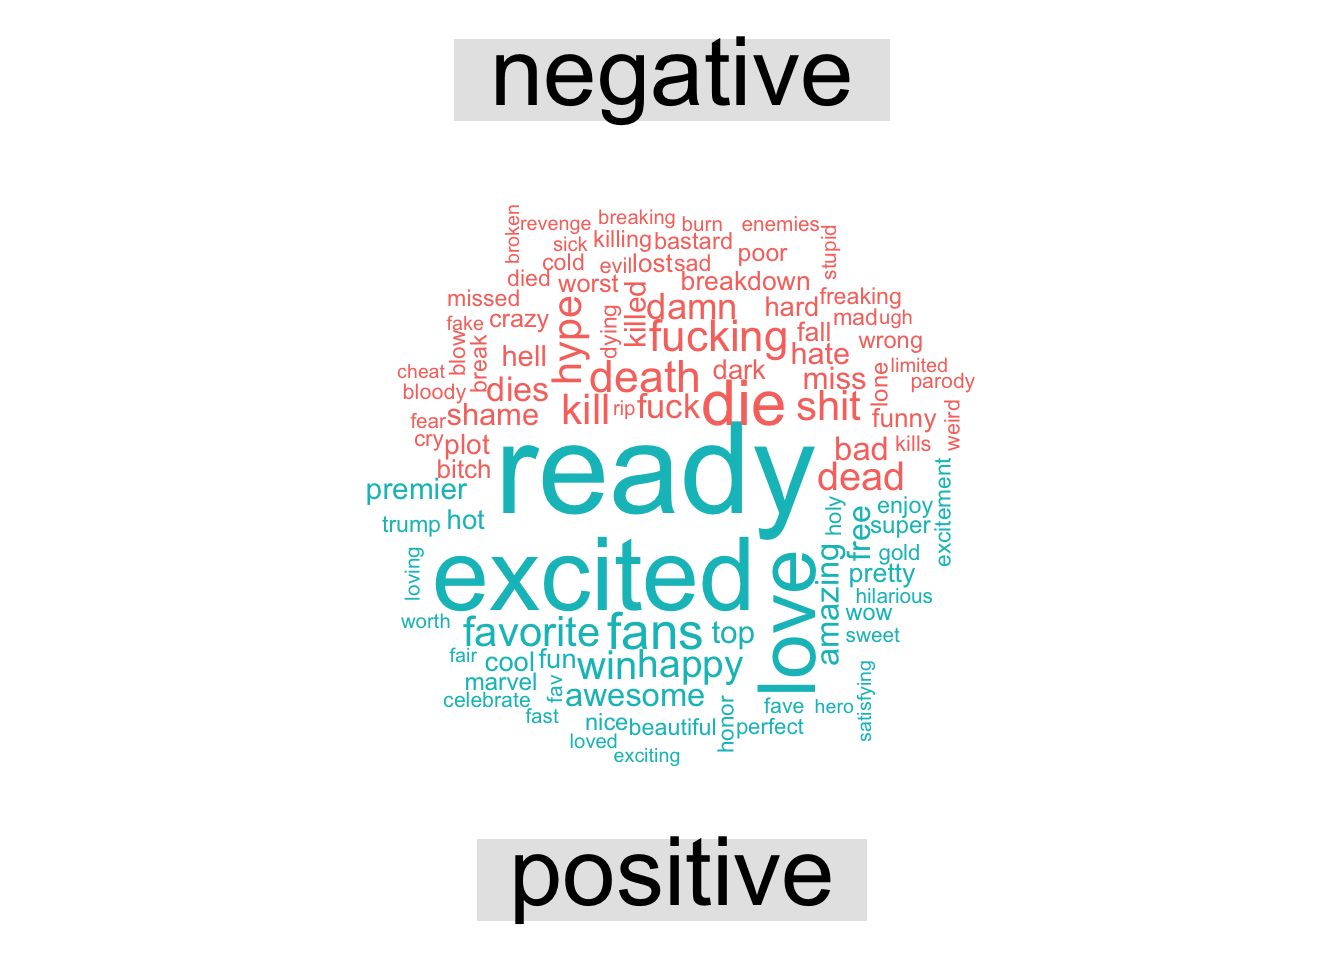 negative
broken revenge breaking burn enemies stupid
sick killing bastard poor
cold evil lost sad
died worst breakdown
missed killed damn hard freaking
fake crazy hype dying fucking fall mad ugh
blow break hell death dark hate wrong
cheat limited
bloody dies miss lone parody
fear shame kill rip fuck die shit funny weird
cry plot bad kills
bitch ready dead
premier excitement
trump hot holy free enjoy super
loving excited love amazing gold
pretty
hilarious
worth wow
favorite fans top sweet
fair cool fun win happy
marvel fav awesome satisfying
celebrate honor fave hero
fast nice beautiful perfect
loved
exciting
positive